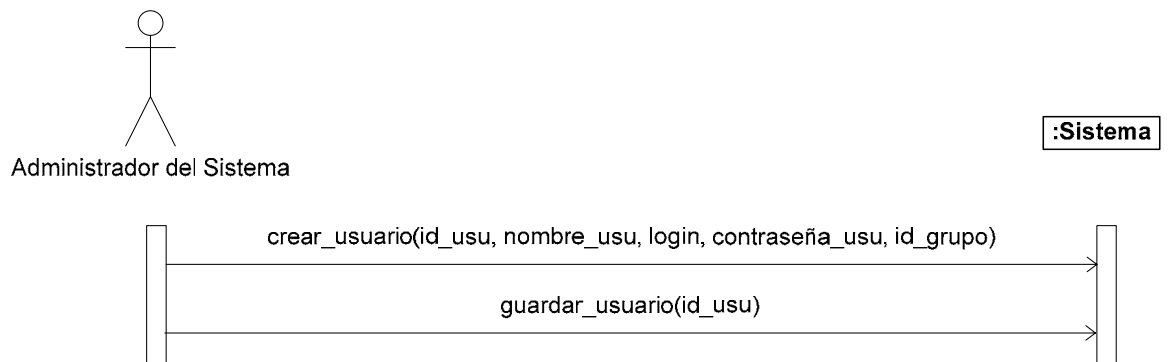 :Sistema
Administrador del Sistema
crear_usuario(id_usu, nombre_usu, login, contraseña_usu, id_grupo)
guardar_usuario(id_usu)